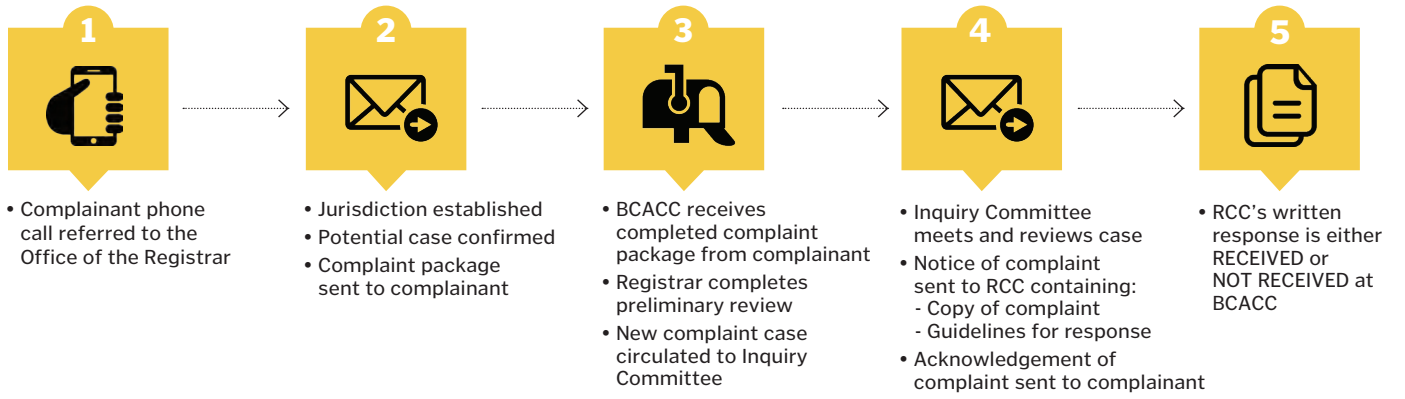 1
• Complainant phone
call referred to the
Office of the Registrar
2
• Jurisdiction established
• Potential case confirmed
• Complaint package
sent to complainant
3
• BCACC receives
completed complaint
package from complainant
• Registrar completes
preliminary review
• New complaint case
circulated to Inquiry
Committee
4
• Inquiry Committee
meets and reviews case
• Notice of complaint
sent to RCC containing:
- Copy of complaint
- Guidelines for response
• Acknowledgement of
complaint sent to complainant
5
• RCC’s written
response is either
RECEIVED or
NOT RECEIVED at
BCACC